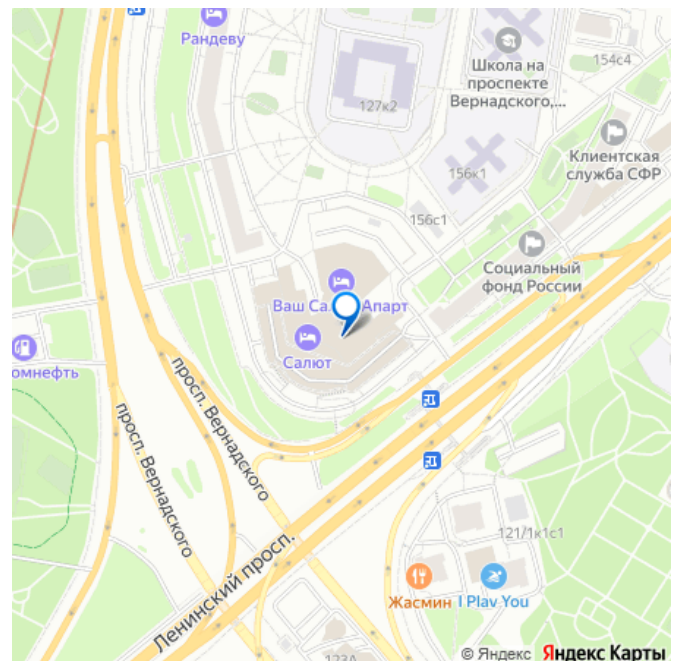 Рандеву
Школа на
проспекте
Вернадского,...
154с4
127к2
Клиентская
служба СФР
156к1
156с1
Социальный
фонд России
Ваш Са
Апарт
Салют
омнефть
просп. Вернадского
просп. Вернадского
Ленинский просп.
121/1к1с1
Жасмин
I Play You
123А
© Яндекс Яндекс Карты